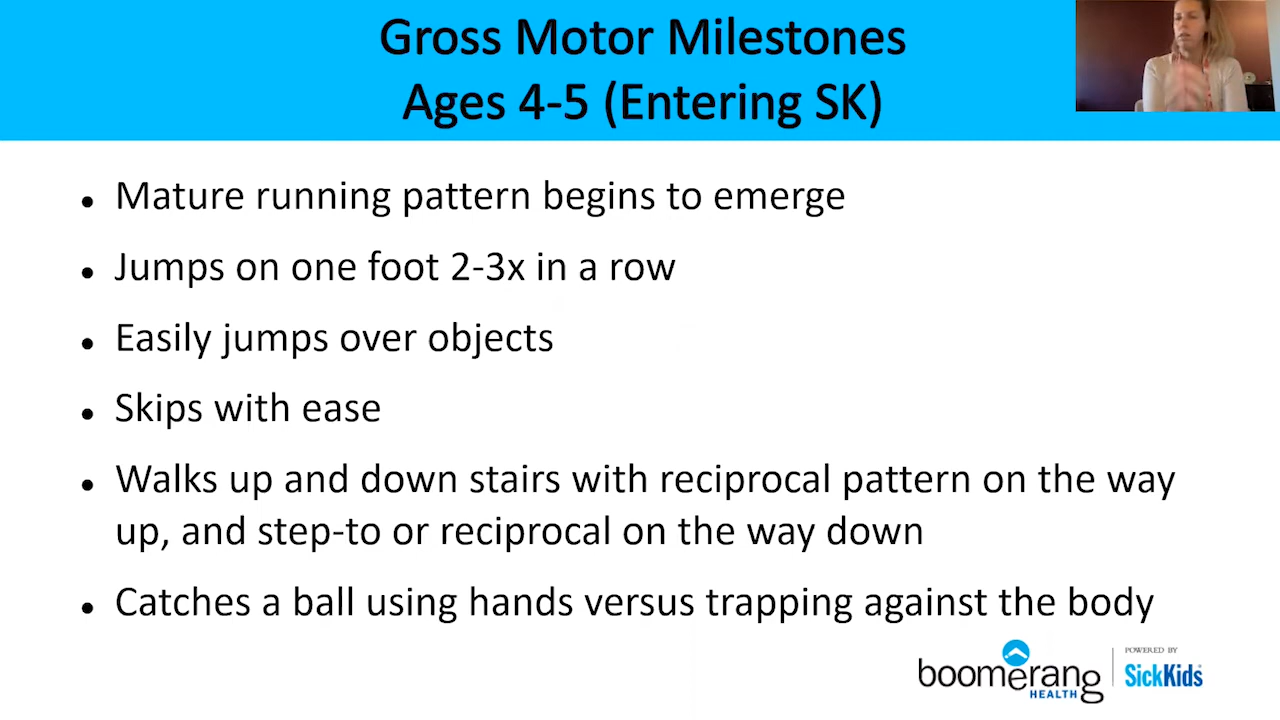 Gross Motor Milestones
Ages 4-5 (Entering SK)
• Mature running pattern begins to emerge
• Jumps on one foot 2-3x in a row
• Easily jumps over objects
• Skips with ease
• Walks up and down stairs with reciprocal pattern on the way
up, and step-to or reciprocal on the way down
• Catches a ball using hands versus trapping against the body
boomerang
HEALTH
POWERED BY
SickKids